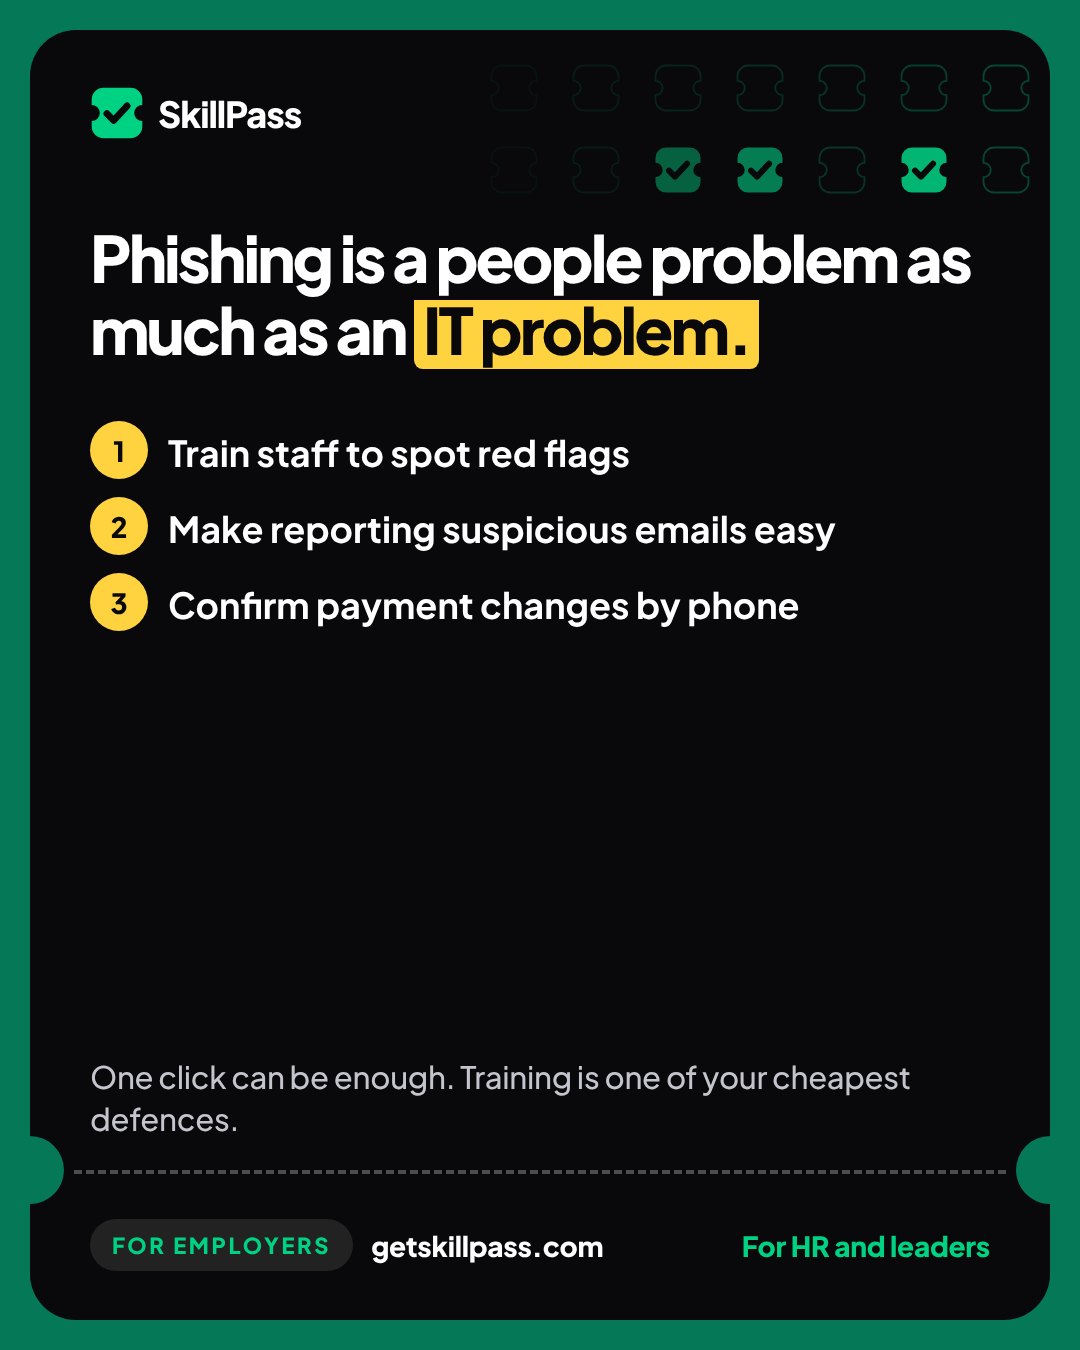 SkillPass
Phishing is a people problem as
much as an IT problem.
1 Train staff to spot red flags
2 Make reporting suspicious emails easy
3 Confirm payment changes by phone
One click can be enough. Training is one of your cheapest
defences.
FOR EMPLOYERS getskillpass.com For HR and leaders